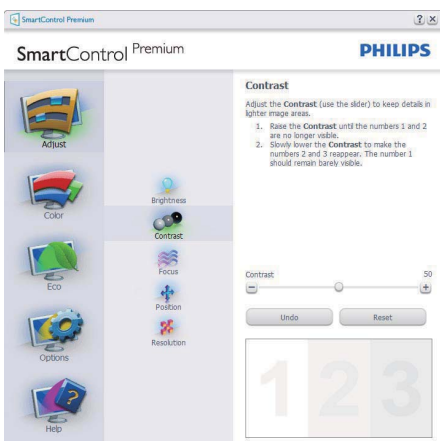 SmartControl Premium
SmartControl Premium
PHILIPS
Adjust
Color
Eco
Options
Help
Brightness
Contrast
Focus
Position
Resolution
Contrast
Adjust the Contrast (use the slider) to keep details in
lighter image areas.
1. Raise the Contrast until the numbers 1 and 2
are no longer visible.
2. Slowly lower the Contrast to make the
numbers 2 and 3 reappear. The number 1
should remain barely visible.
Contrast 50
Undo Reset
1 2 3